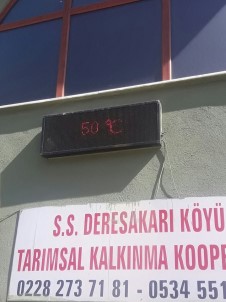 50 °C
S.S. DERESAKARI KÖYÜ
TARIMSAL KALKINMA KOOPE
0228 273 71 81 - 0534 551